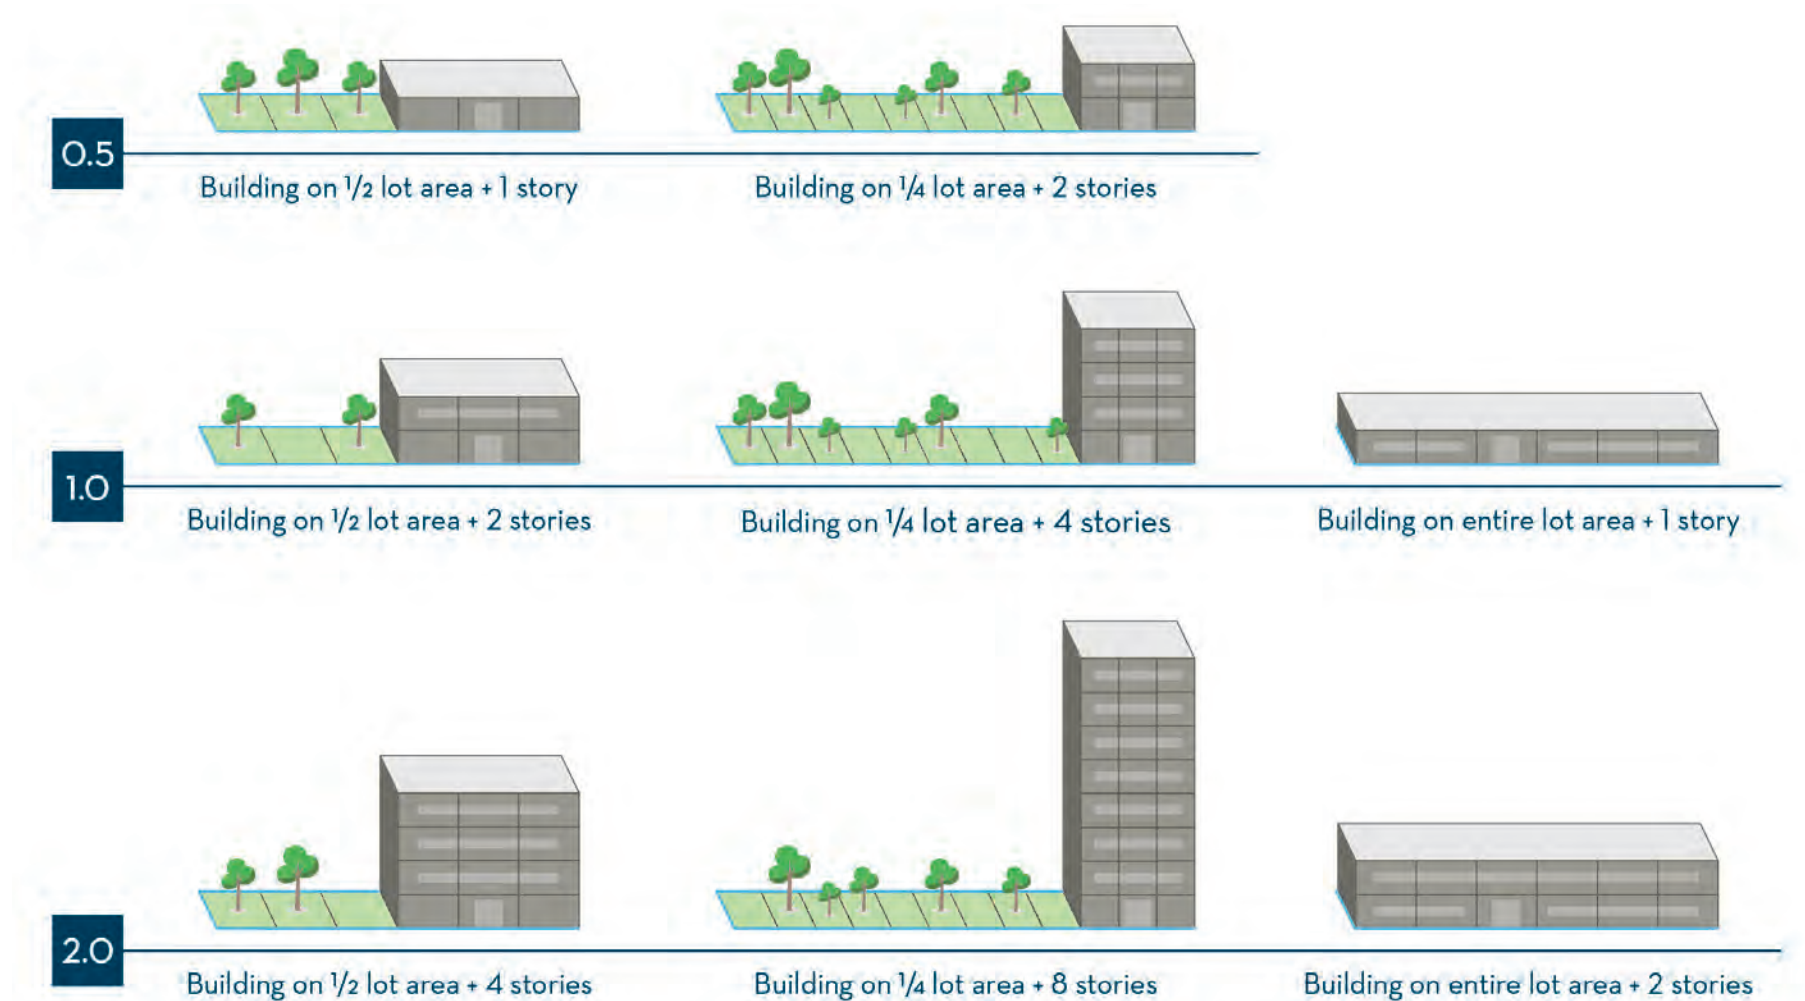 0.5
Building on 1/2 lot area + 1 story
Building on 1/4 lot area + 2 stories
1.0
Building on 1/2 lot area + 2 stories
Building on 1/4 lot area + 4 stories
Building on entire lot area + 1 story
2.0
Building on 1/2 lot area + 4 stories
Building on 1/4 lot area + 8 stories
Building on entire lot area + 2 stories